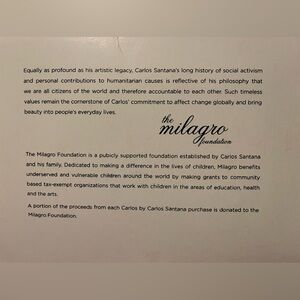 Equally as profound as his artistic legacy, Carlos Santana's long history of social activism
and personal contributions to humanitarian causes is reflective of his philosophy that
we are all citizens of the world and therefore accountable to each other. Such timeless
values remain the cornerstone of Carlos' commitment to affect change globally and bring
beauty into people's everyday lives.
the
milagro
foundation
The Milagro Foundation is a publicly supported foundation established by Carlos Santana
and his family. Dedicated to making a difference in the lives of children, Milagro benefits
underserved and vulnerable children around the world by making grants to community
based tax-exempt organizations that work with children in the areas of education, health
and the arts.
A portion of the proceeds from each Carlos by Carlos Santana purchase is donated to the
Milagro Foundation.